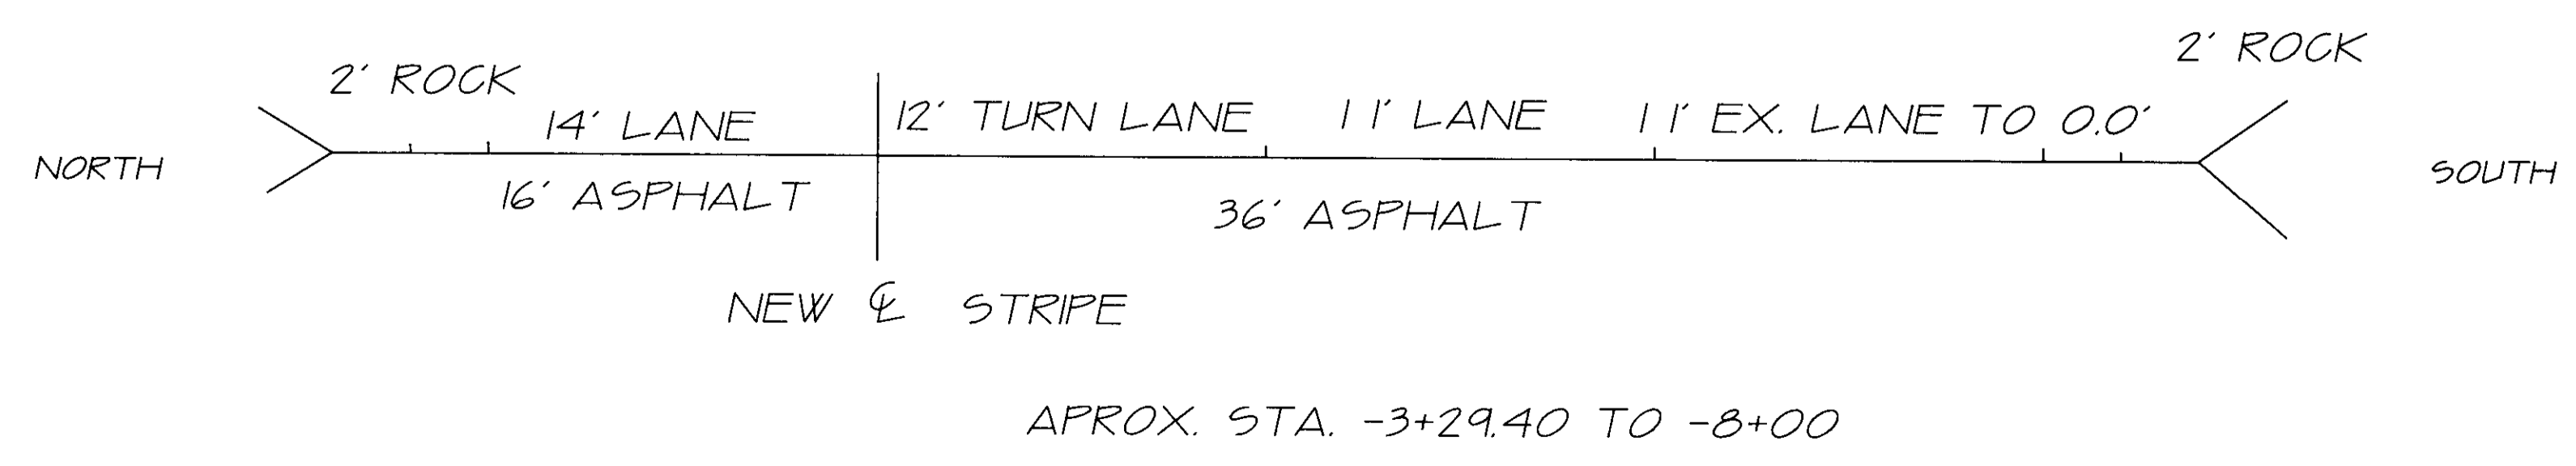 2' ROCK
2' ROCK
14' LANE
12' TURN LANE
11' LANE
11' EX. LANE TO 0.0'
NORTH
SOUTH
16' ASPHALT
36' ASPHALT
NEW ℄ STRIPE
APROX. STA. -3+29.40 TO -8+00